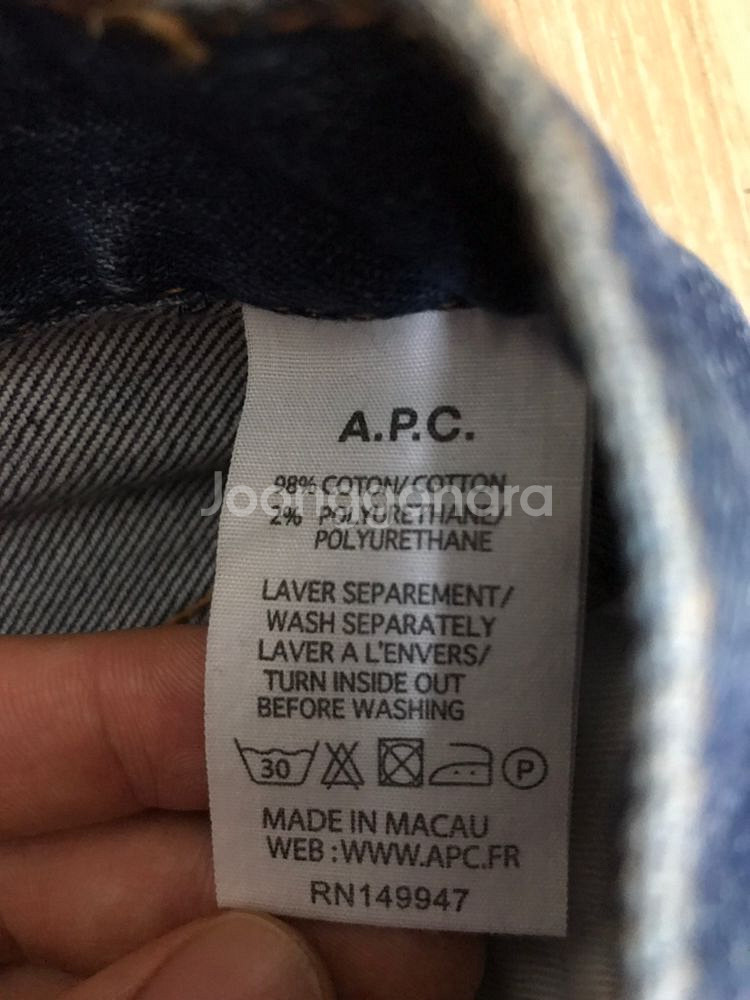 A.P.C.
98% COTON/COTTON
Joonggonara
2% POLYURETHANE/
POLYURETHANE
LAVER SEPAREMENT/
WASH SEPARATELY
LAVER A L'ENVERS/
TURN INSIDE OUT
BEFORE WASHING
30 P
MADE IN MACAU
WEB :WWW.APC.FR
RN149947